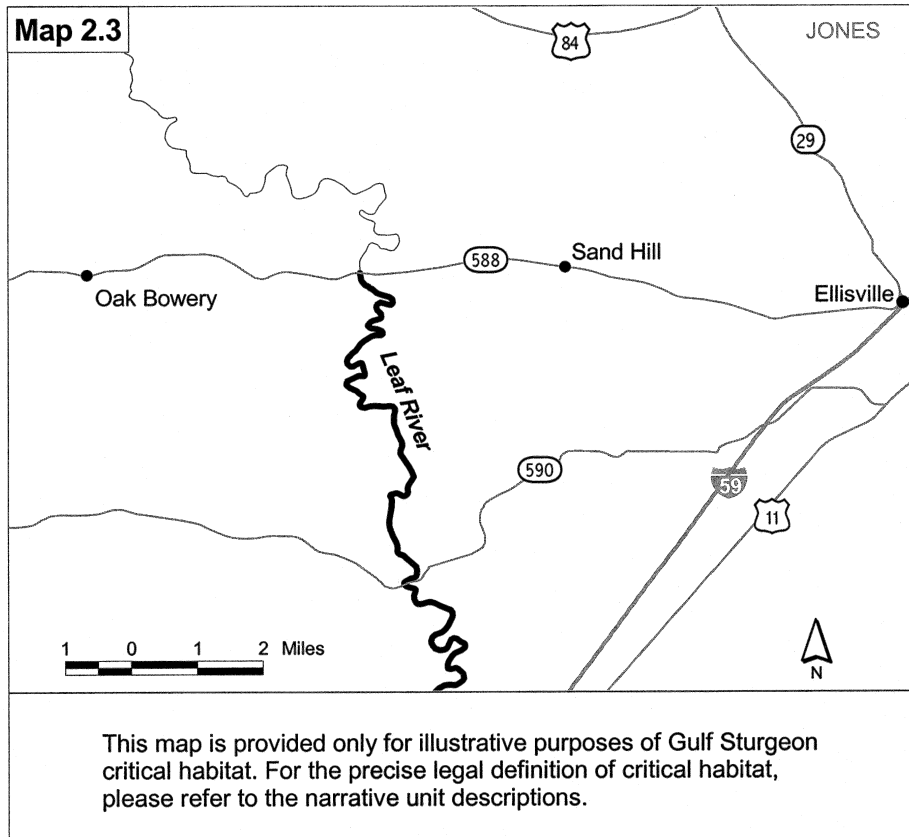 Map 2.3
84
JONES
29
588
Sand Hill
Oak Bowery
Ellisville
Leaf River
590
59
11
1 0 1 2 Miles
N
This map is provided only for illustrative purposes of Gulf Sturgeon
critical habitat. For the precise legal definition of critical habitat,
please refer to the narrative unit descriptions.